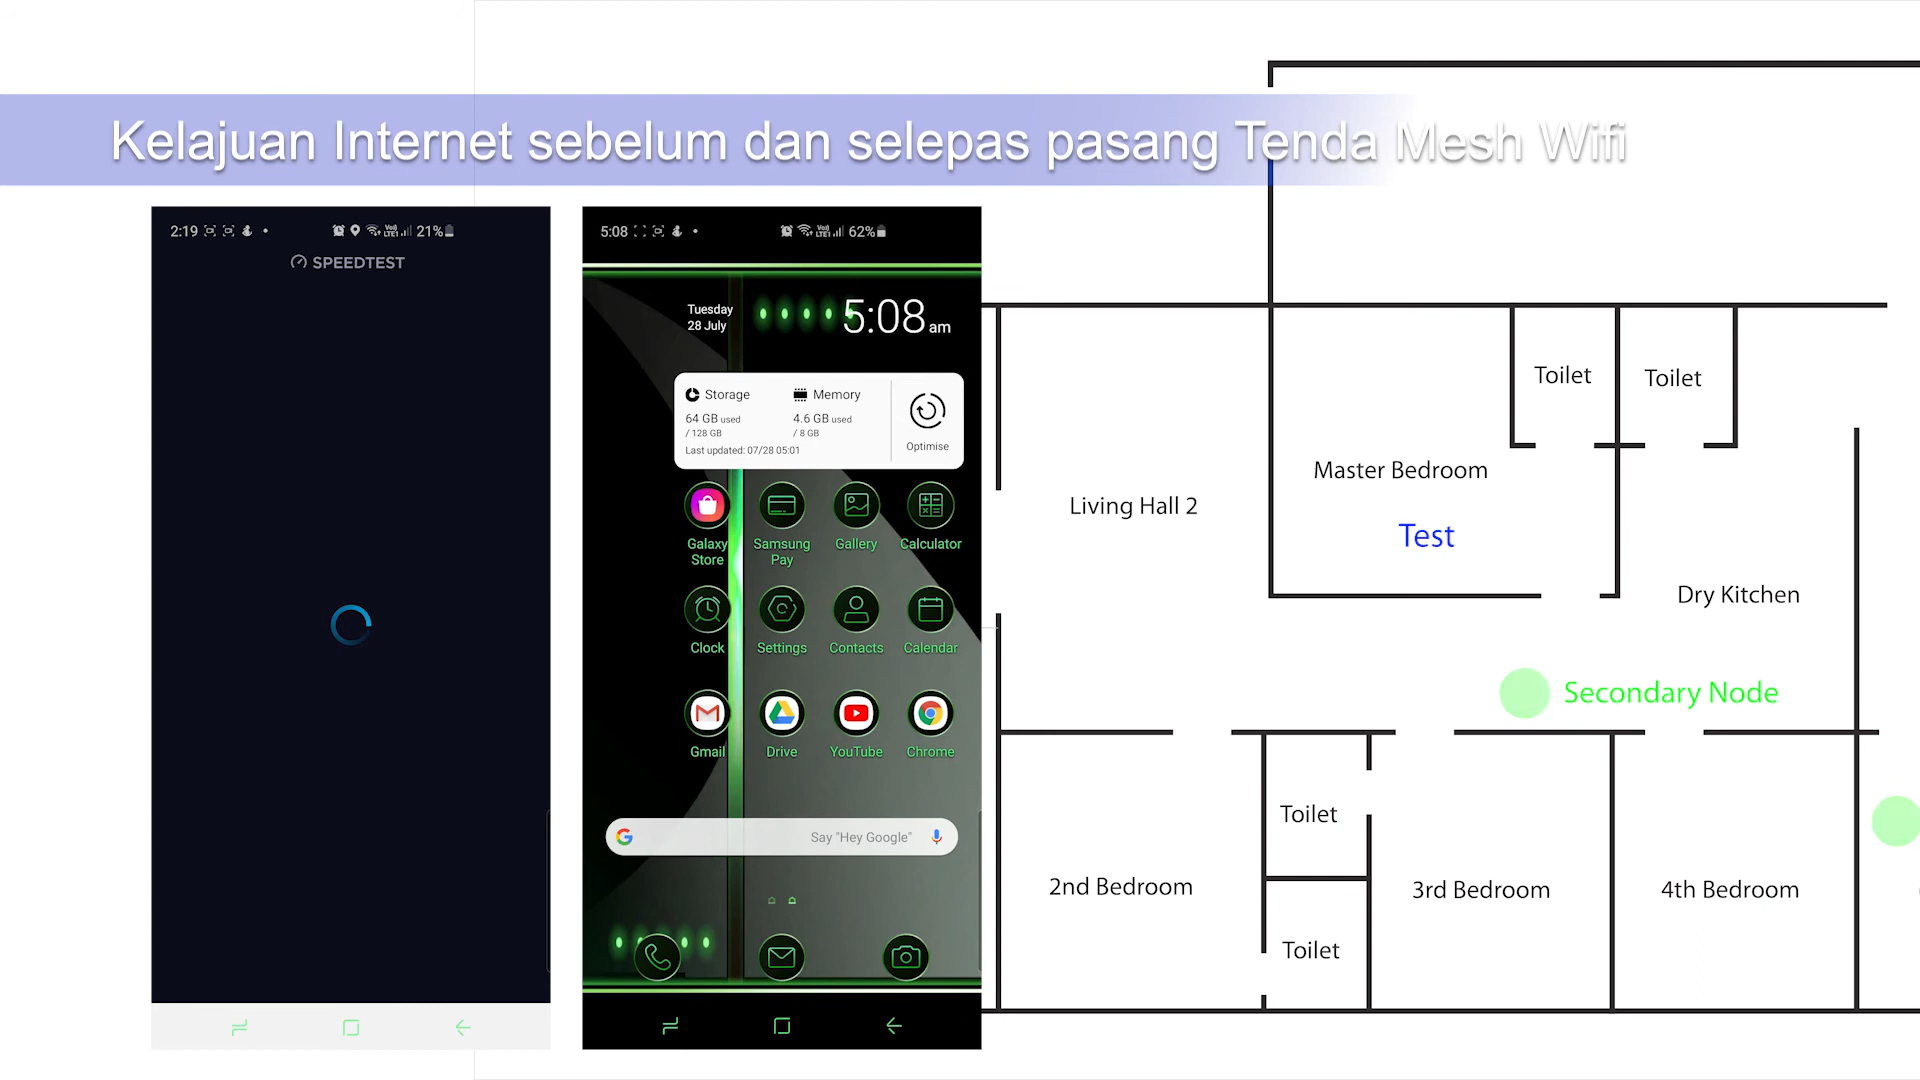 Kelajuan Internet sebelum dan selepas pasang Tenda Mesh Wifi
2:19
21%
SPEEDTEST
5:08
62%
Tuesday
28 July
5:08 am
Storage
64 GB used
/ 128 GB
Memory
4.6 GB used
/ 8 GB
Last updated: 07/28 05:01
Optimise
Galaxy Store
Samsung Pay
Gallery
Calculator
Clock
Settings
Contacts
Calendar
Gmail
Drive
YouTube
Chrome
Say "Hey Google"
Toilet
Toilet
Master Bedroom
Living Hall 2
Test
Dry Kitchen
Secondary Node
Toilet
2nd Bedroom
3rd Bedroom
4th Bedroom
Toilet